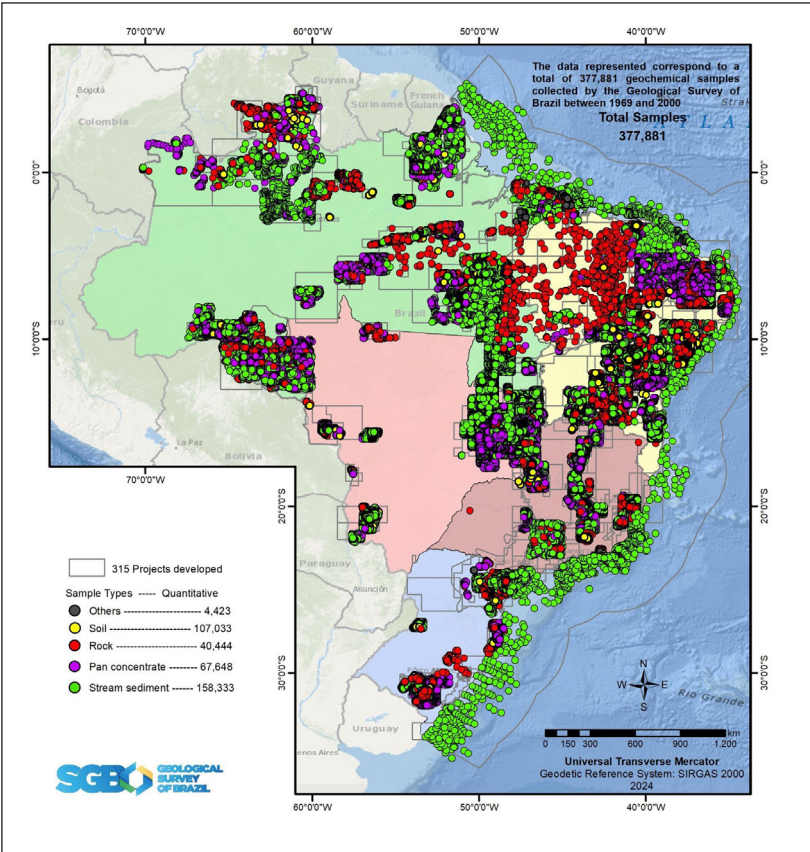 70°0'0"W
60°0'0"W
50°0'0"W
40°0'0"W
The data represented correspond to a
total of 377,881 geochemical samples
collected by the Geological Survey of
Brazil between 1969 and 2000
Total Samples
377,881
Bogotá
Colombia
Guyana
Suriname
French
Guiana
0°0'0"
0°0'0"
Brazil
10°0'0"S
10°0'0"S
La Paz
Bolivia
70°0'0"W
20°0'0"S
20°0'0"S
Paraguay
Asunción
315 Projects developed
Sample Types ----- Quantitative
Others ---------------------- 4,423
Soil ----------------------- 107,033
Rock ----------------------- 40,444
Pan concentrate ----- 67,648
Stream sediment ------ 158,333
30°0'0"S
30°0'0"S
N
W
E
S
Rio Grande
Uruguay
enos Aires
km
0 150 300 600 900 1.200
Universal Transverse Mercator
Geodetic Reference System: SIRGAS 2000
2024
SGB
GEOLOGICAL
SURVEY
OF BRAZIL
60°0'0"W
50°0'0"W
40°0'0"W